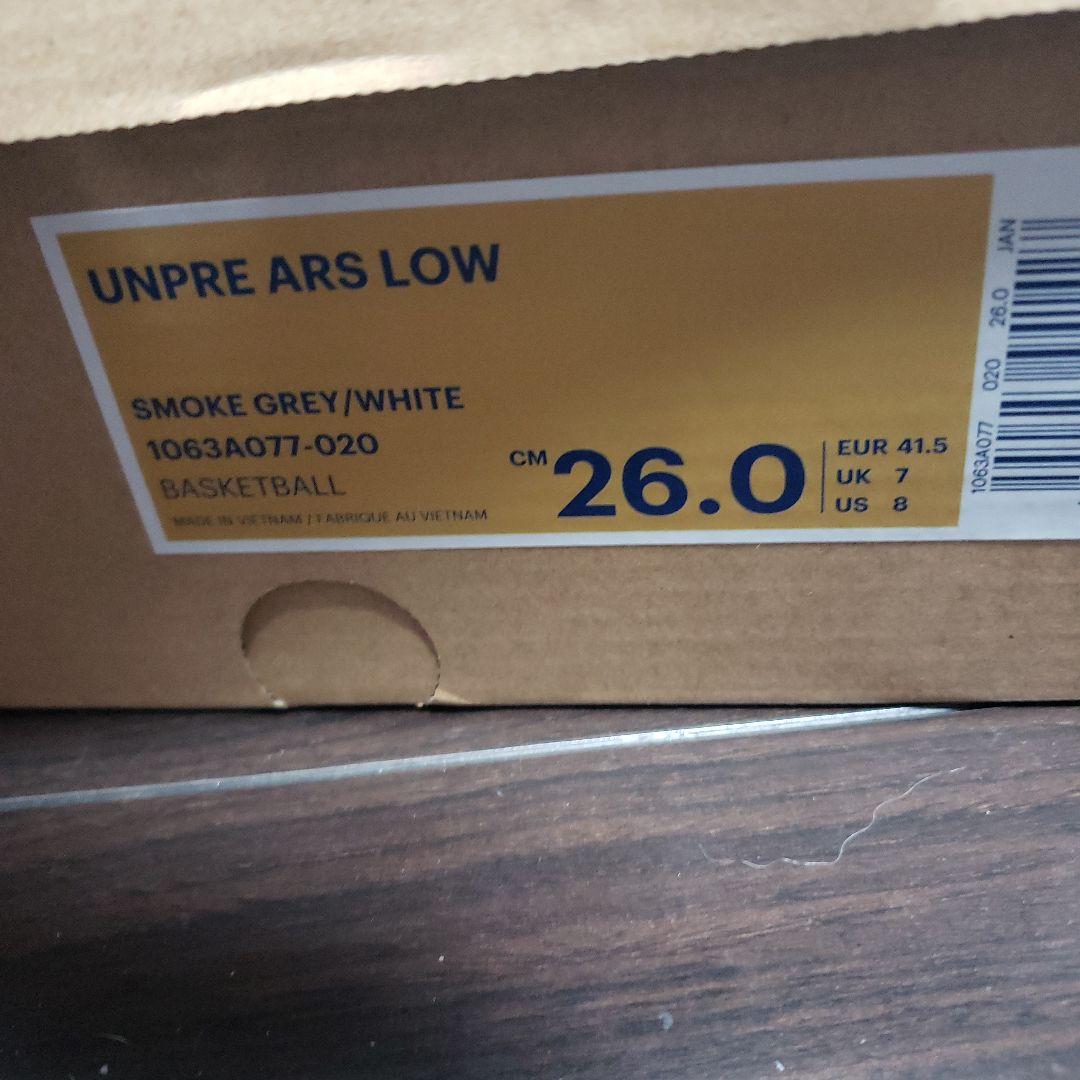 UNPRE ARS LOW
SMOKE GREY/WHITE
1063A077-020
BASKETBALL
MADE IN VIETNAM / FABRIQUE AU VIETNAM
CM 26.0
EUR 41.5
UK 7
US 8
1063A077 020 26.0 JAN